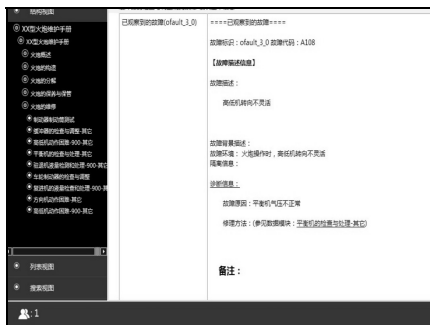 结构视图
XX型火炮维护手册
XX型火炮维护手册
火炮概述
火炮的构造
火炮的分解
火炮的保养与保管
火炮的维修
制动器制动度测试
缓冲器的检查与调整-其它
高低机动作困难-900-其它
平衡机的检查与处理-其它
驻退机液量检测和处理-900-其它
车轮制动器的检查与调整
复进机的液量检查和处理-900-其
方向机动作困难-其它
高低机动作困难-900-其它
列表视图
搜索视图
:1
已观察到的故障(ofault_3_0)
====已观察到的故障====
故障标识:ofault_3_0 故障代码:A108
【故障描述信息】
故障描述:
高低机转向不灵活
故障背景描述:
故障环境:火炮操作时,高低机转向不灵活
隔离信息:
诊断信息:
故障原因:平衡机气压不正常
修理方法:(参见数据模块:平衡机的检查与处理-其它)
备注: